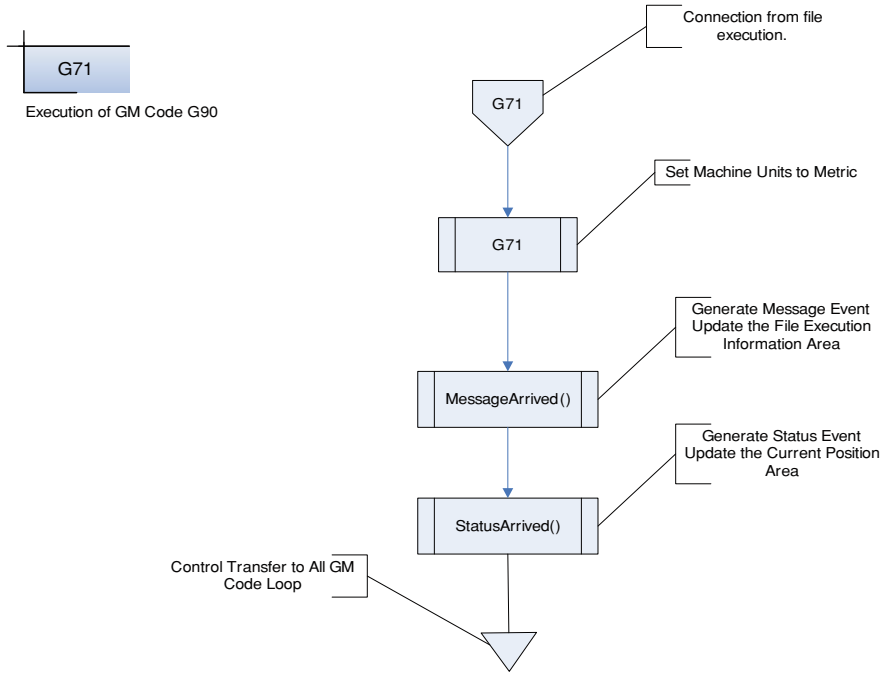 G71
Execution of GM Code G90
Connection from file
execution.
G71
Set Machine Units to Metric
G71
Generate Message Event
Update the File Execution
Information Area
MessageArrived()
Generate Status Event
Update the Current Position
Area
StatusArrived()
Control Transfer to All GM
Code Loop